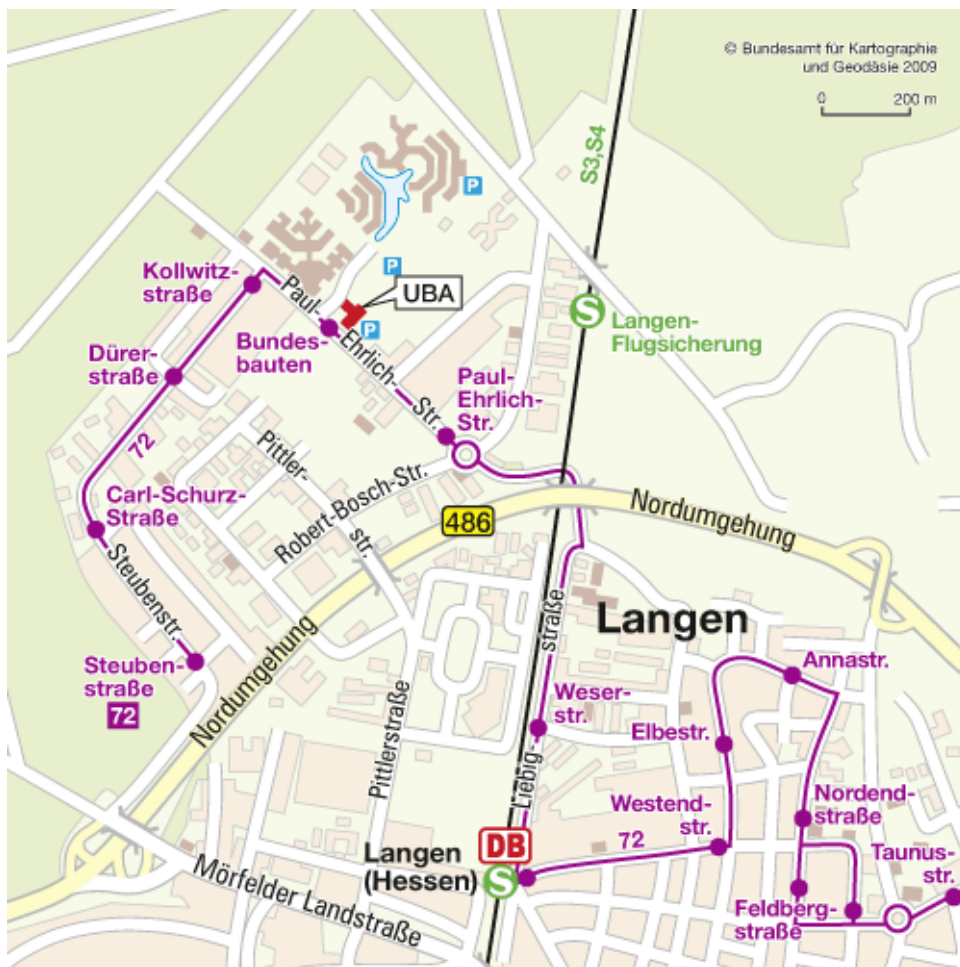 © Bundesamt für Kartographie
und Geodäsie 2009
0 200 m
S3,S4
P
Kollwitz-
straße
P
UBA
Paul-
Ehrlich-
Str.
P
S
Langen-
Flugsicherung
Bundes-
bauten
Dürer-
straße
Paul-
Ehrlich-
Str.
72
Pittler-
str.
Robert-Bosch-Str.
Carl-Schurz-
Straße
486
Nordumgehung
Steubenstr.
Liebig-
straße
Langen
Steuben-
straße
72
Nordumgehung
Pittlerstraße
Weser-
str.
Annastr.
Elbestr.
Westend-
str.
72
Nordend-
straße
DB
Langen
(Hessen)
S
Taunus-
str.
Mörfelder Landstraße
Feldberg-
straße